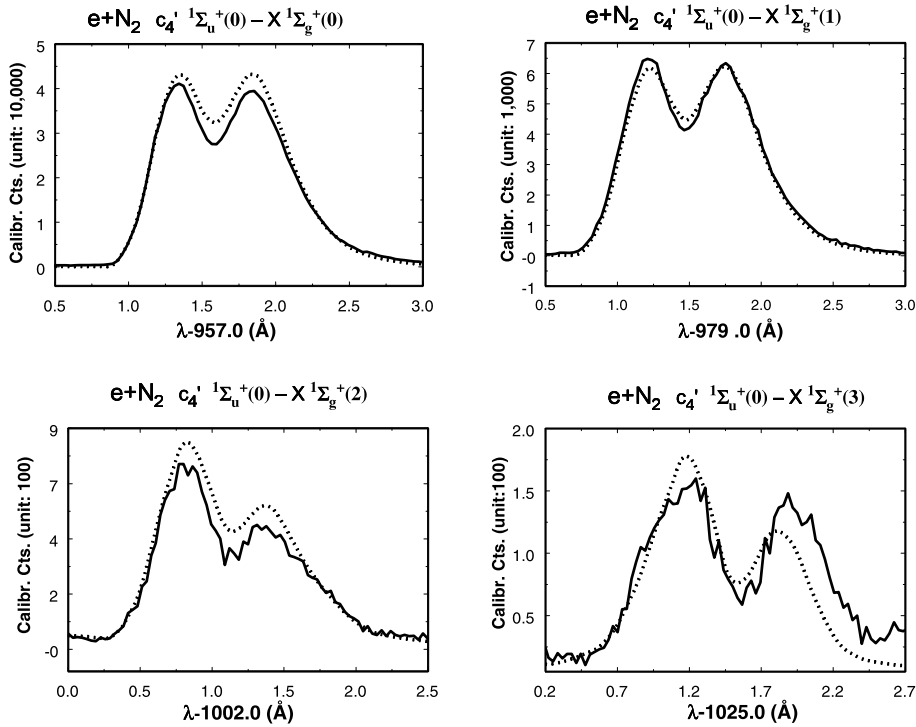 e+N₂ c₄' ¹Σᵤ⁺(0) – X ¹Σg⁺(0)
Calibr. Cts. (unit: 10,000)
5
4
3
2
1
0
0.5 1.0 1.5 2.0 2.5 3.0
λ-957.0 (Å)
e+N₂ c₄' ¹Σᵤ⁺(0) – X ¹Σg⁺(1)
Calibr. Cts. (unit: 1,000)
7
6
5
4
3
2
1
-0
-1
0.5 1.0 1.5 2.0 2.5 3.0
λ-979 .0 (Å)
e+N₂ c₄' ¹Σᵤ⁺(0) – X ¹Σg⁺(2)
Calibr. Cts. (unit: 100)
9
7
4
2
-0
0.0 0.5 1.0 1.5 2.0 2.5
λ-1002.0 (Å)
e+N₂ c₄' ¹Σᵤ⁺(0) – X ¹Σg⁺(3)
Calibr. Cts. (unit:100)
2.0
1.5
1.0
0.5
0.2 0.7 1.2 1.7 2.2 2.7
λ-1025.0 (Å)